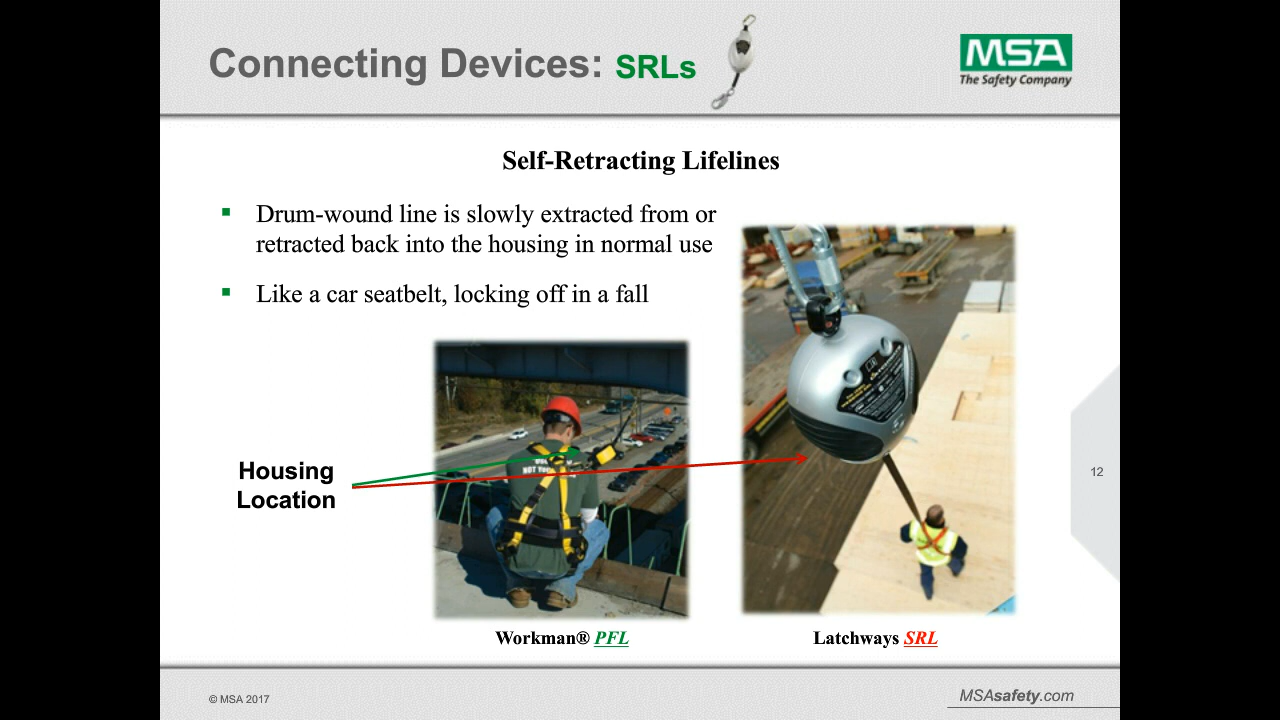 Connecting Devices: SRLs
MSA
The Safety Company
Self-Retracting Lifelines
▪ Drum-wound line is slowly extracted from or
retracted back into the housing in normal use
▪ Like a car seatbelt, locking off in a fall
Housing
Location
12
Workman® PFL
Latchways SRL
© MSA 2017
MSAsafety.com